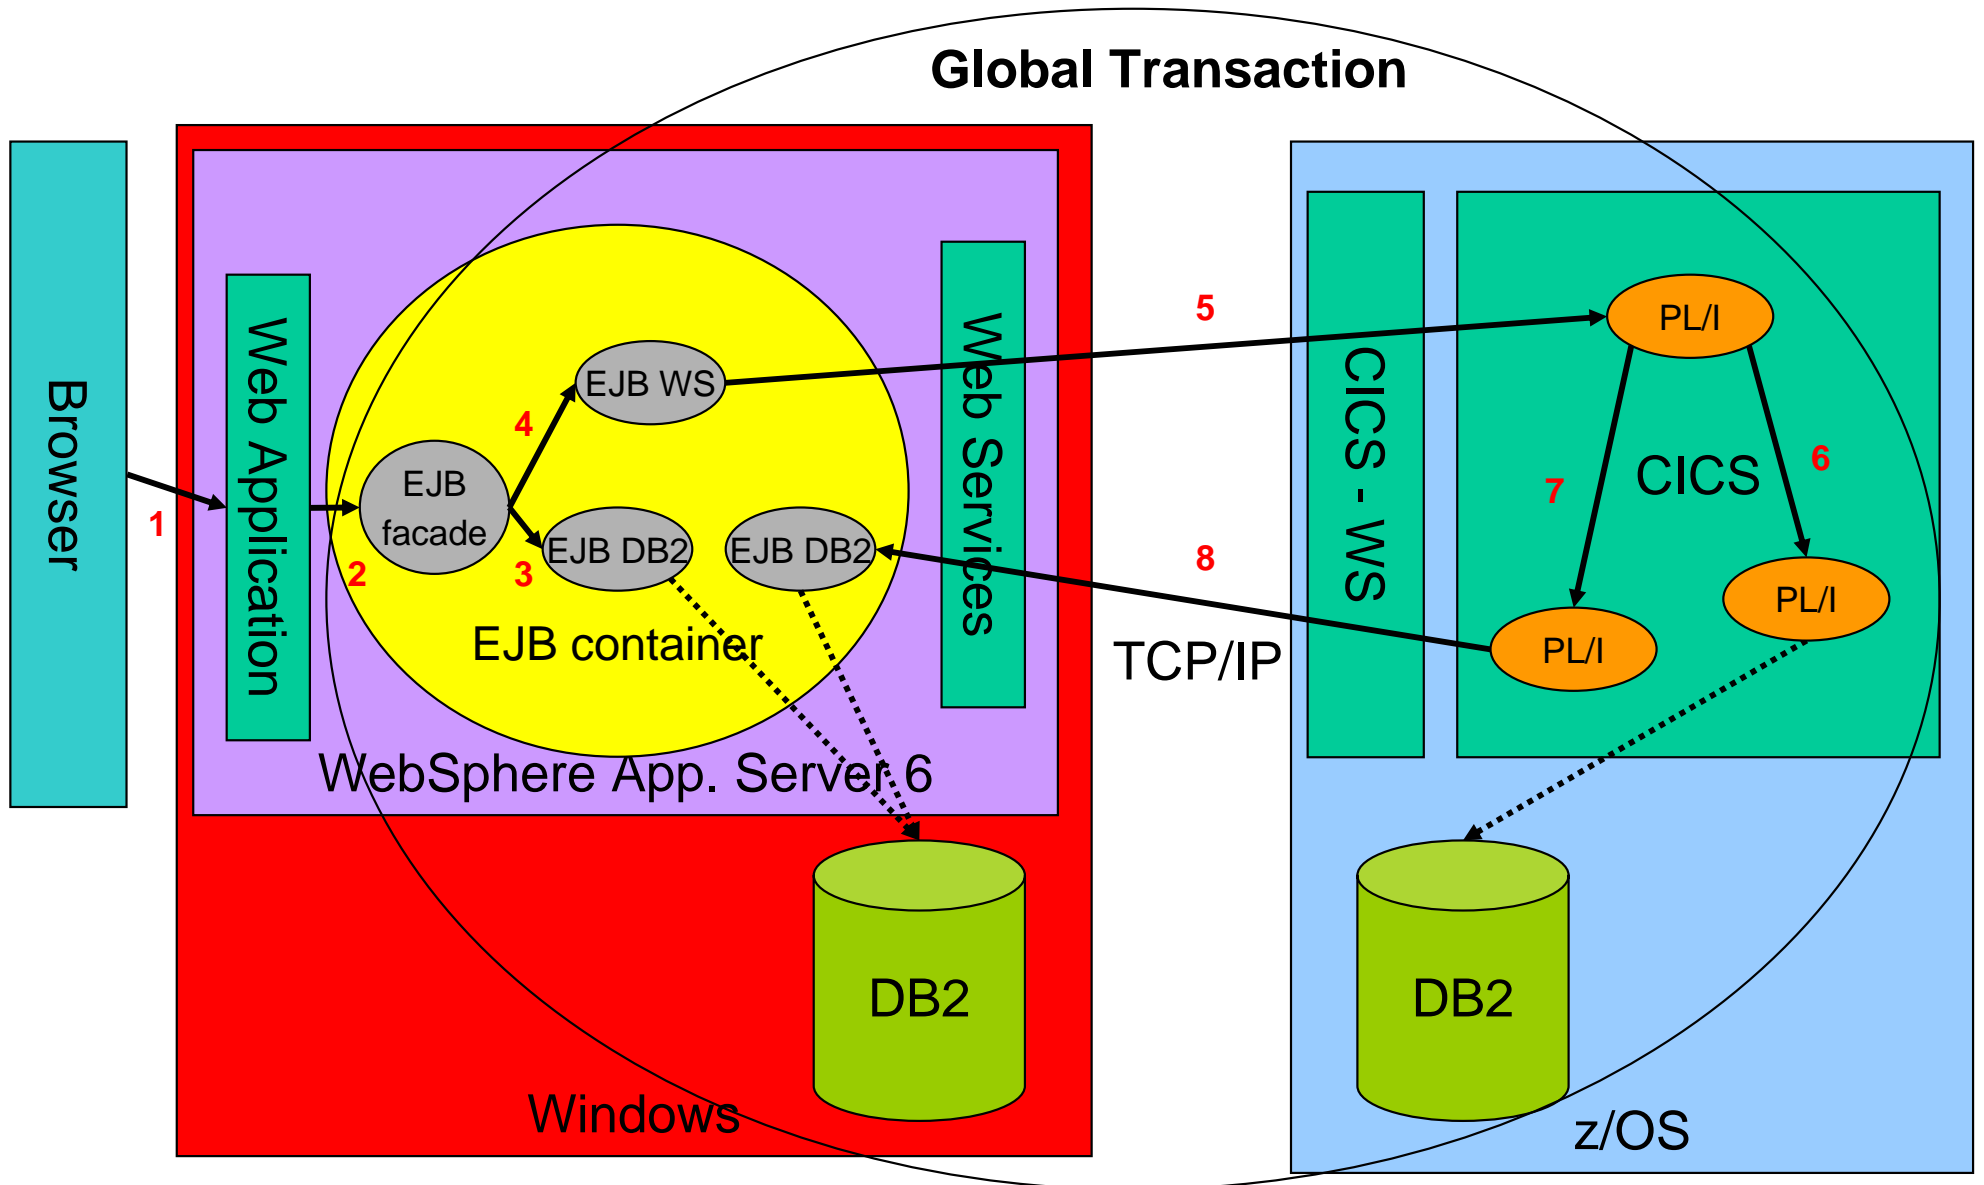 Global Transaction
Browser
1
Web Application
2
EJB
facade
3
4
EJB WS
EJB DB2
EJB DB2
EJB container
Web Services
WebSphere App. Server 6
DB2
Windows
5
8
TCP/IP
CICS - WS
PL/I
7
CICS
6
PL/I
PL/I
DB2
z/OS